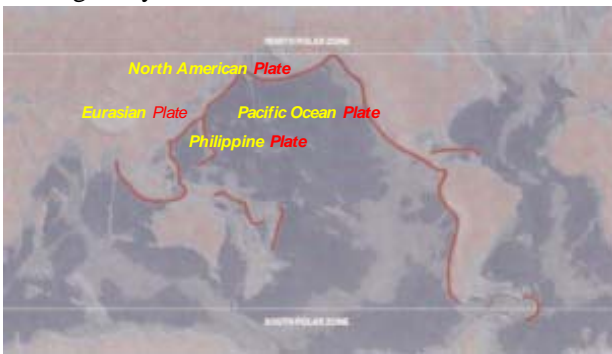 NORTH POLAR ZONE
North American Plate
Eurasian Plate
Pacific Ocean Plate
Philippine Plate
SOUTH POLAR ZONE